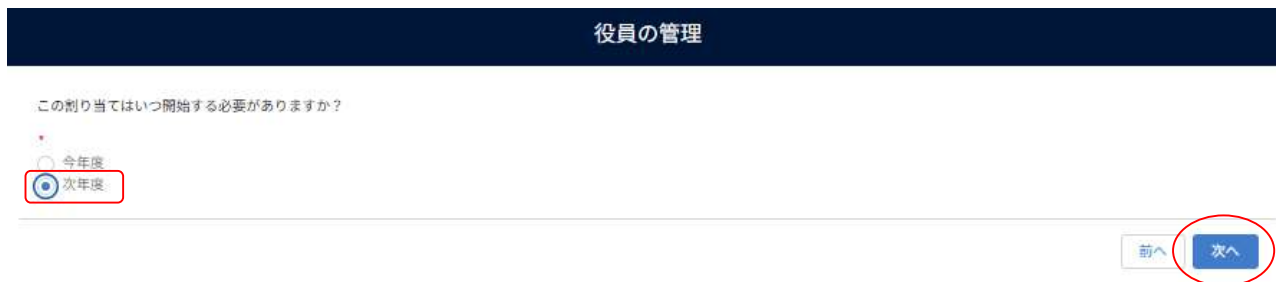 役員の管理
この割り当てはいつ開始する必要がありますか？
*
今年度
次年度
前へ
次へ